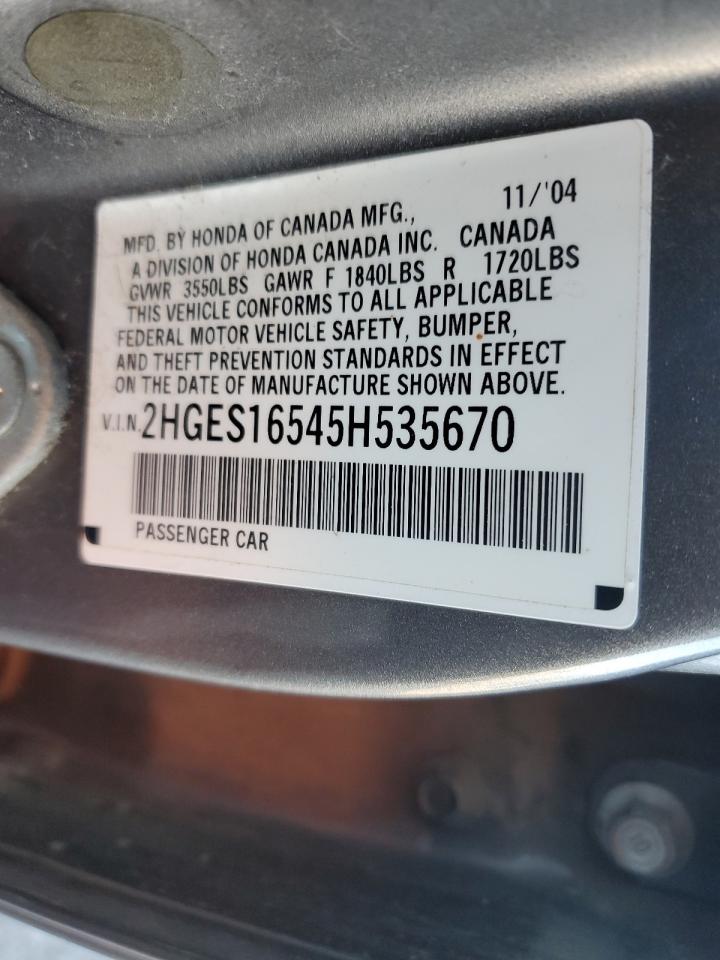 11/'04
MFD. BY HONDA OF CANADA MFG.,
A DIVISION OF HONDA CANADA INC. CANADA
GVWR 3550LBS GAWR F 1840LBS R 1720LBS
THIS VEHICLE CONFORMS TO ALL APPLICABLE
FEDERAL MOTOR VEHICLE SAFETY, BUMPER,
AND THEFT PREVENTION STANDARDS IN EFFECT
ON THE DATE OF MANUFACTURE SHOWN ABOVE.
V.I.N. 2HGES16545H535670
PASSENGER CAR